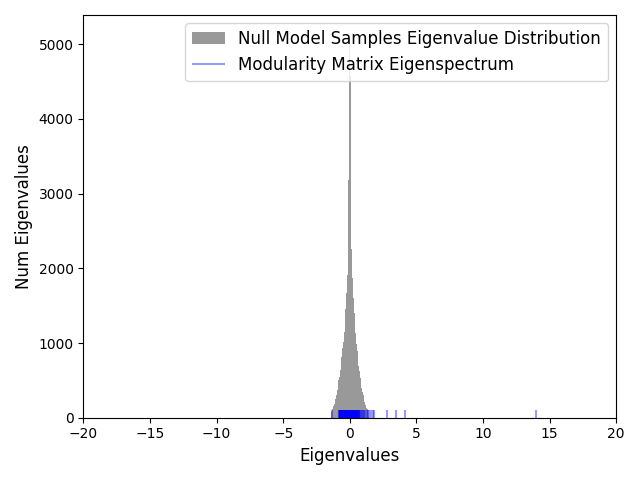 Null Model Samples Eigenvalue Distribution
Modularity Matrix Eigenspectrum
5000
4000
3000
2000
1000
0
Num Eigenvalues
−20 −15 −10 −5 0 5 10 15 20
Eigenvalues